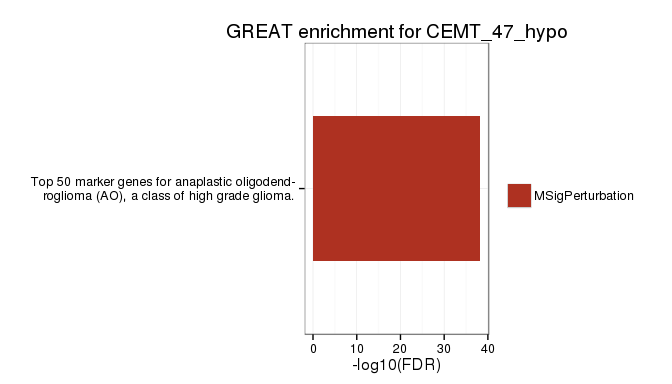 GREAT enrichment for CEMT_47_hypo
Top 50 marker genes for anaplastic oligodend-
roglioma (AO), a class of high grade glioma.
MSigPerturbation
0 10 20 30 40
-log10(FDR)